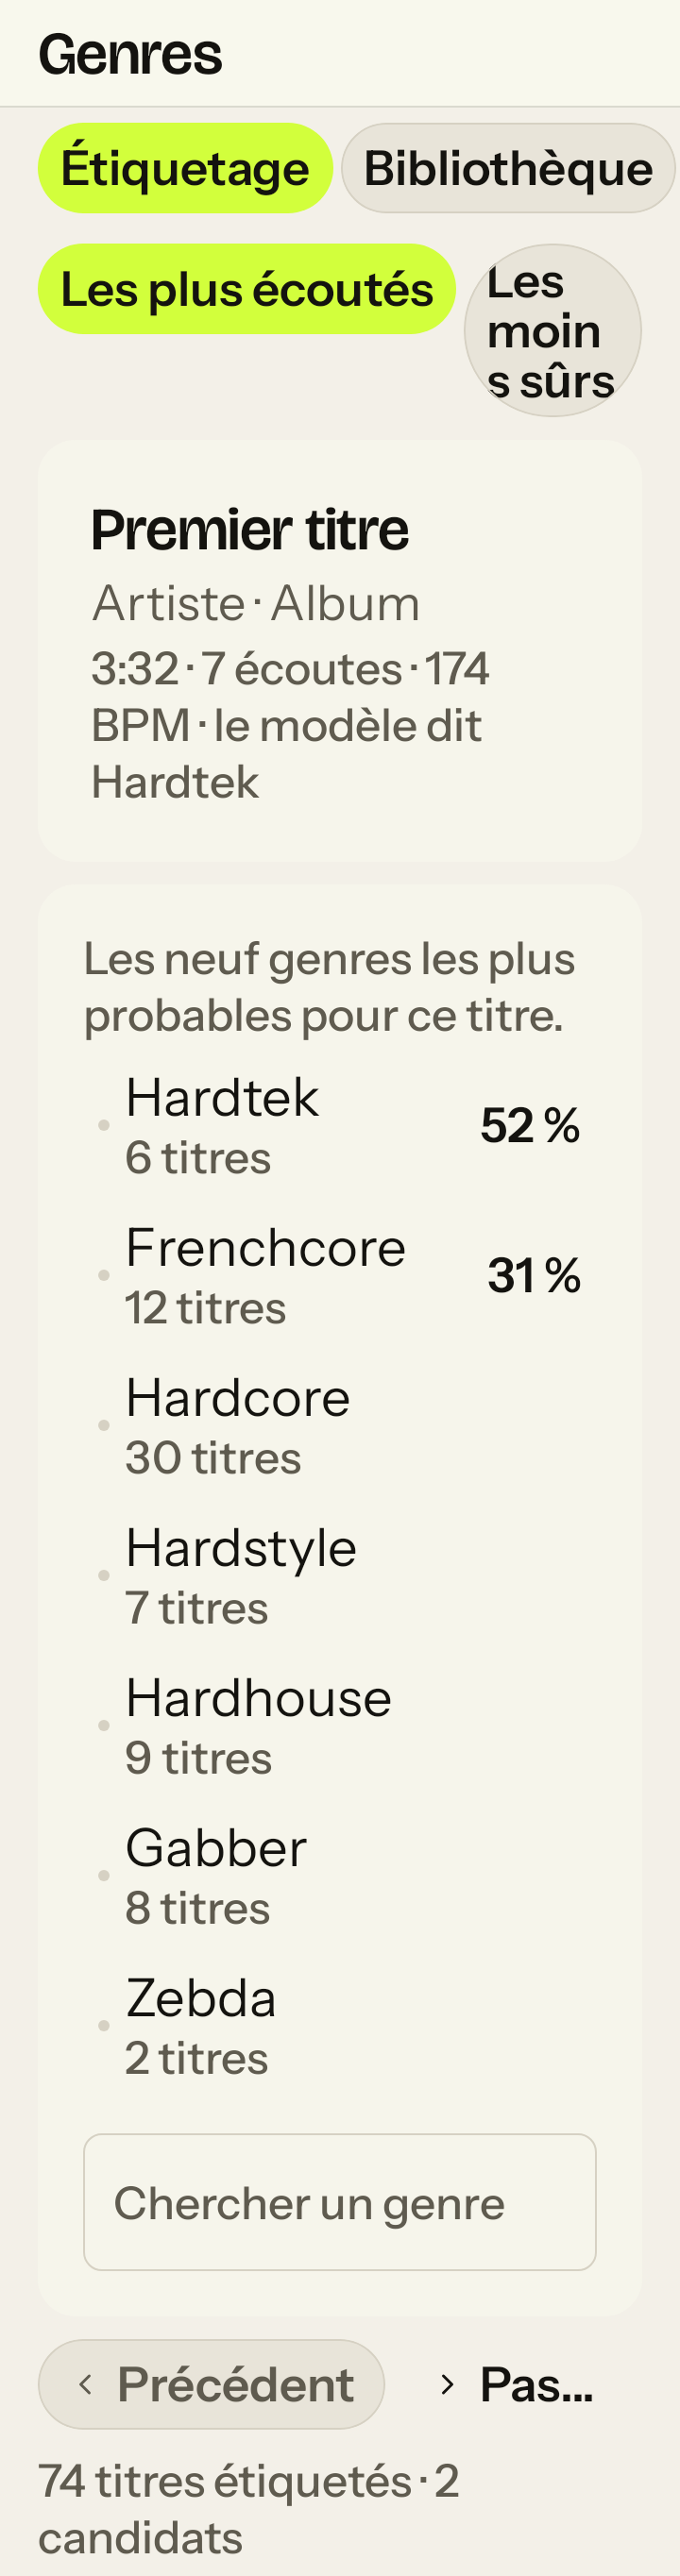 Genres
Étiquetage
Bibliothèque
Les plus écoutés
Les
moin
s sûrs
Premier titre
Artiste · Album
3:32 · 7 écoutes · 174
BPM · le modèle dit
Hardtek
Les neuf genres les plus
probables pour ce titre.
Hardtek
52 %
6 titres
Frenchcore
31 %
12 titres
Hardcore
30 titres
Hardstyle
7 titres
Hardhouse
9 titres
Gabber
8 titres
Zebda
2 titres
Chercher un genre
Précédent
Pas…
74 titres étiquetés · 2
candidats